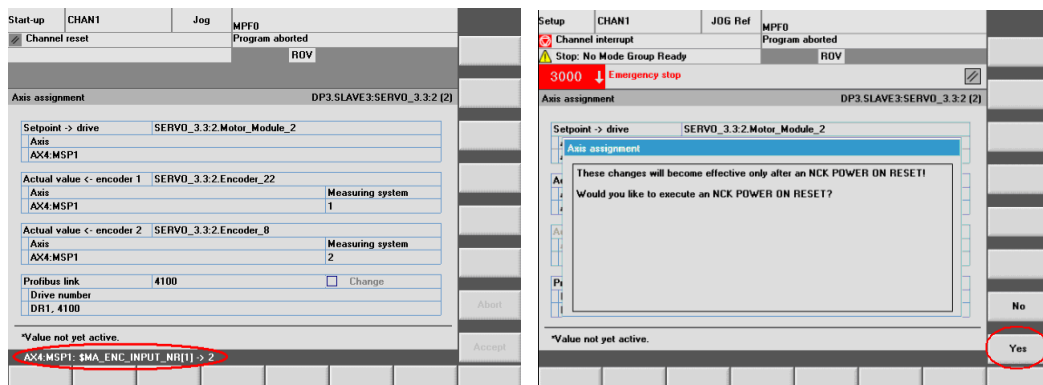 Start-up CHAN1 Jog MPF0
Channel reset Program aborted
ROV
Axis assignment DP3.SLAVE3:SERVO_3.3:2 (2)
Setpoint -> drive SERVO_3.3:2.Motor_Module_2
Axis
AX4:MSP1
Actual value <- encoder 1 SERVO_3.3:2.Encoder_22
Axis Measuring system
AX4:MSP1 1
Actual value <- encoder 2 SERVO_3.3:2.Encoder_8
Axis Measuring system
AX4:MSP1 2
Profibus link 4100 Change
Drive number
DR1, 4100
Abort
*Value not yet active.
Accept
AX4:MSP1: $MA_ENC_INPUT_NR[1] -> 2
Setup CHAN1 JOG Ref MPF0
Channel interrupt Program aborted
Stop: No Mode Group Ready ROV
3000 Emergency stop
Axis assignment DP3.SLAVE3:SERVO_3.3:2 (2)
Setpoint -> drive SERVO_3.3:2.Motor_Module_2
Axis assignment
These changes will become effective only after an NCK POWER ON RESET!
Would you like to execute an NCK POWER ON RESET?
No
*Value not yet active.
Yes